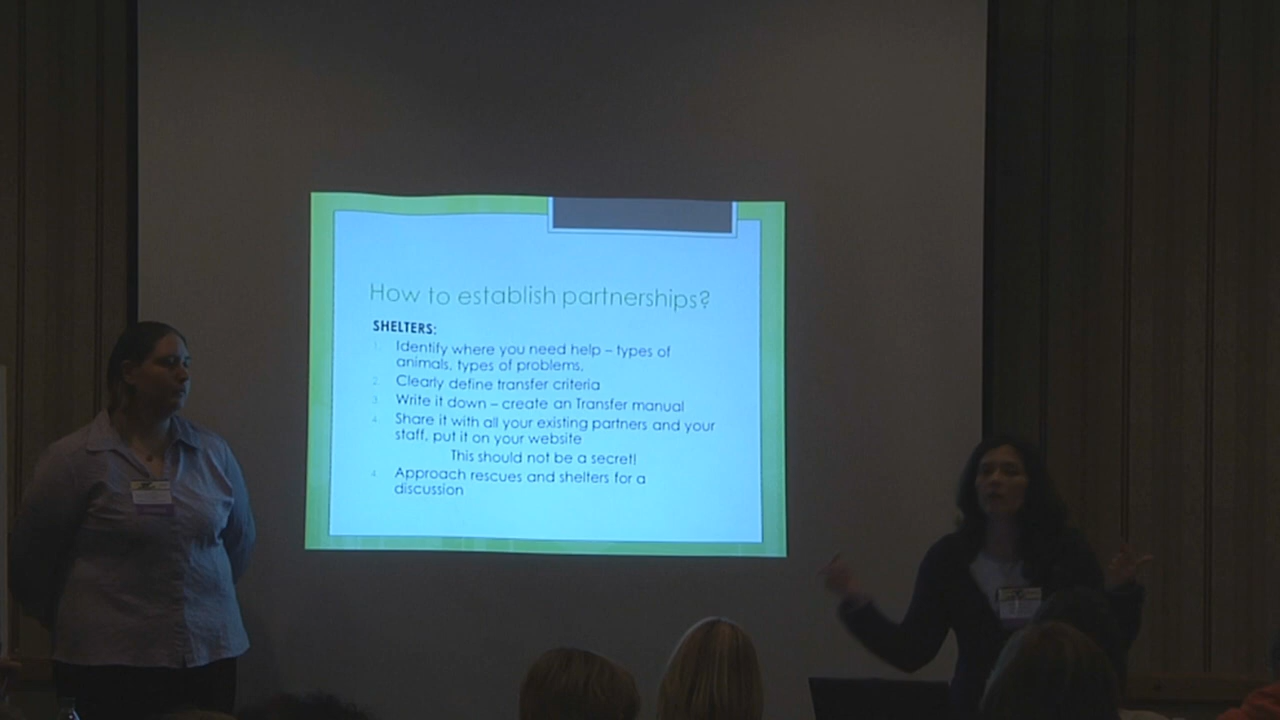 How to establish partnerships?
SHELTERS:
1. Identify where you need help – types of
animals, types of problems,
2. Clearly define transfer criteria
3. Write it down – create an Transfer manual
4. Share it with all your existing partners and your
staff, put it on your website
This should not be a secret!
4. Approach rescues and shelters for a
discussion